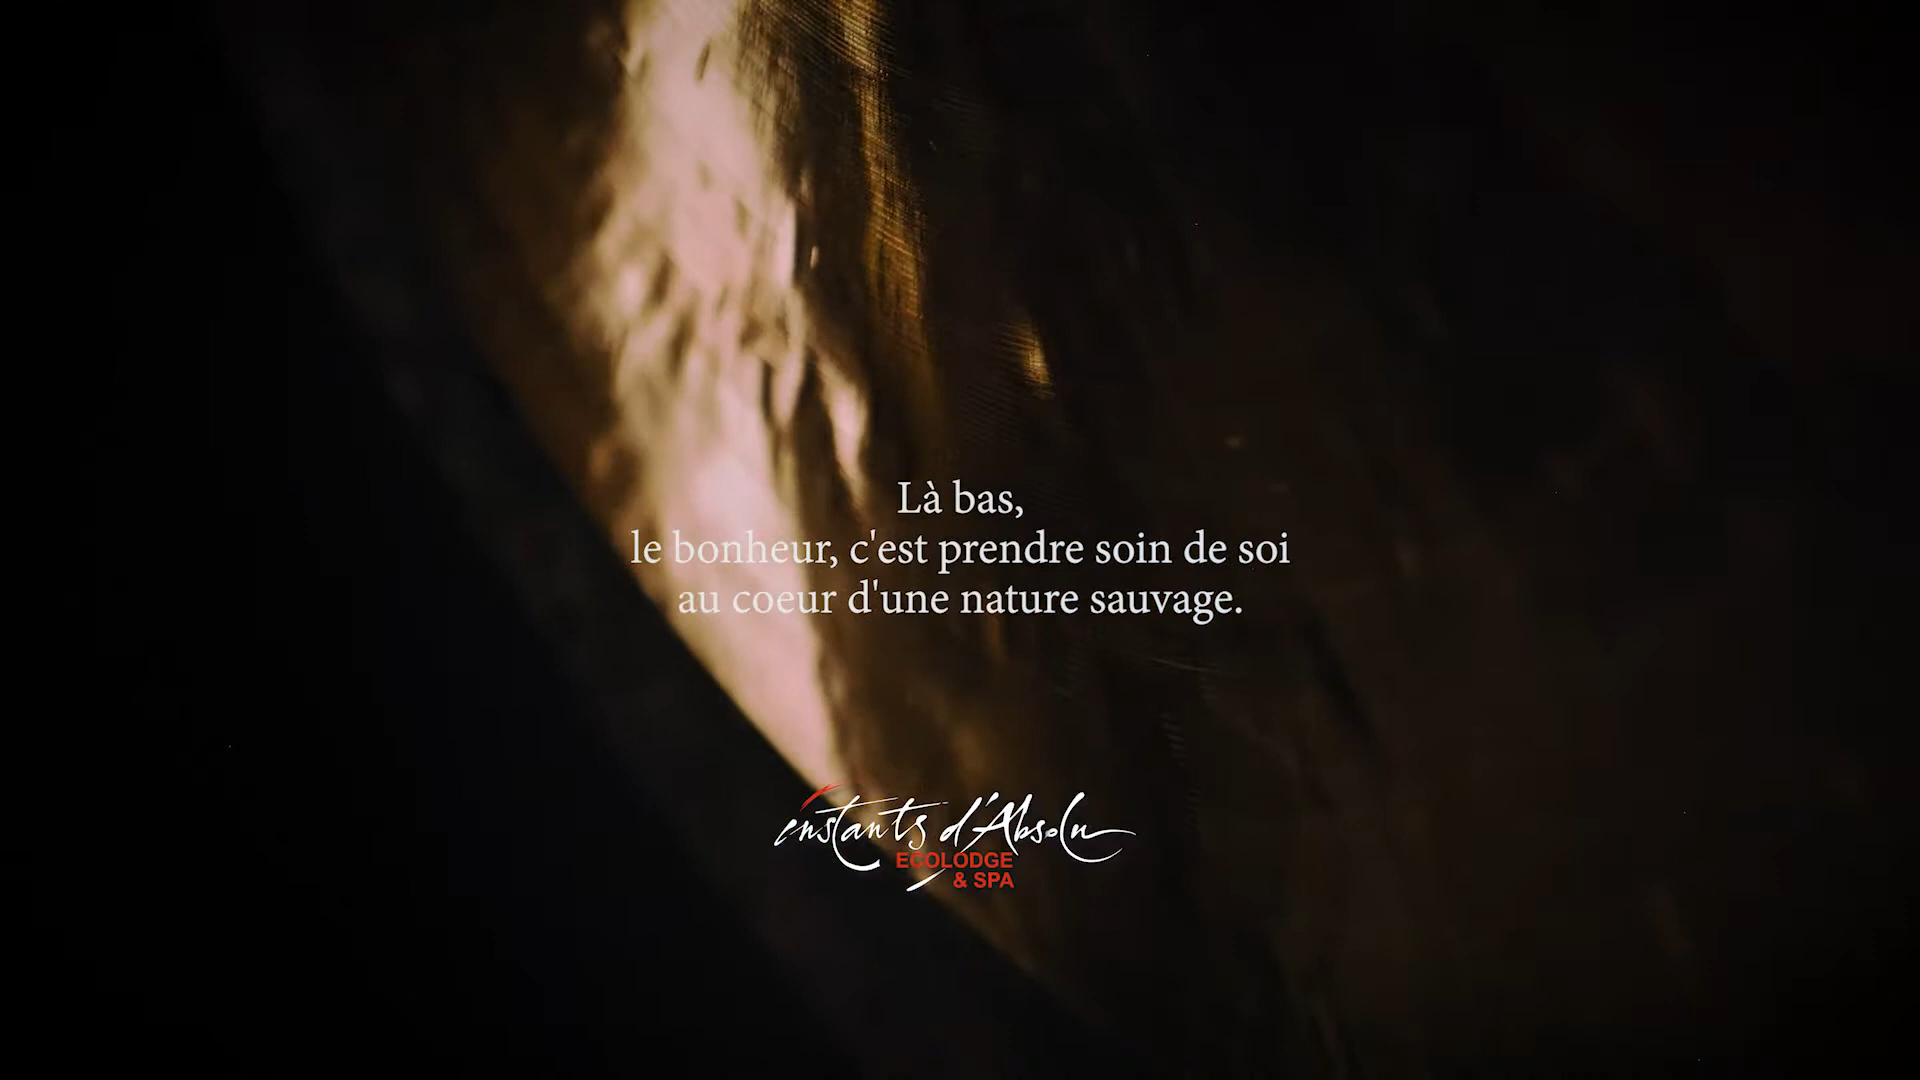 Là bas,
le bonheur, c'est prendre soin de soi
au coeur d'une nature sauvage.
instants d'Absolu
ECOLODGE
& SPA